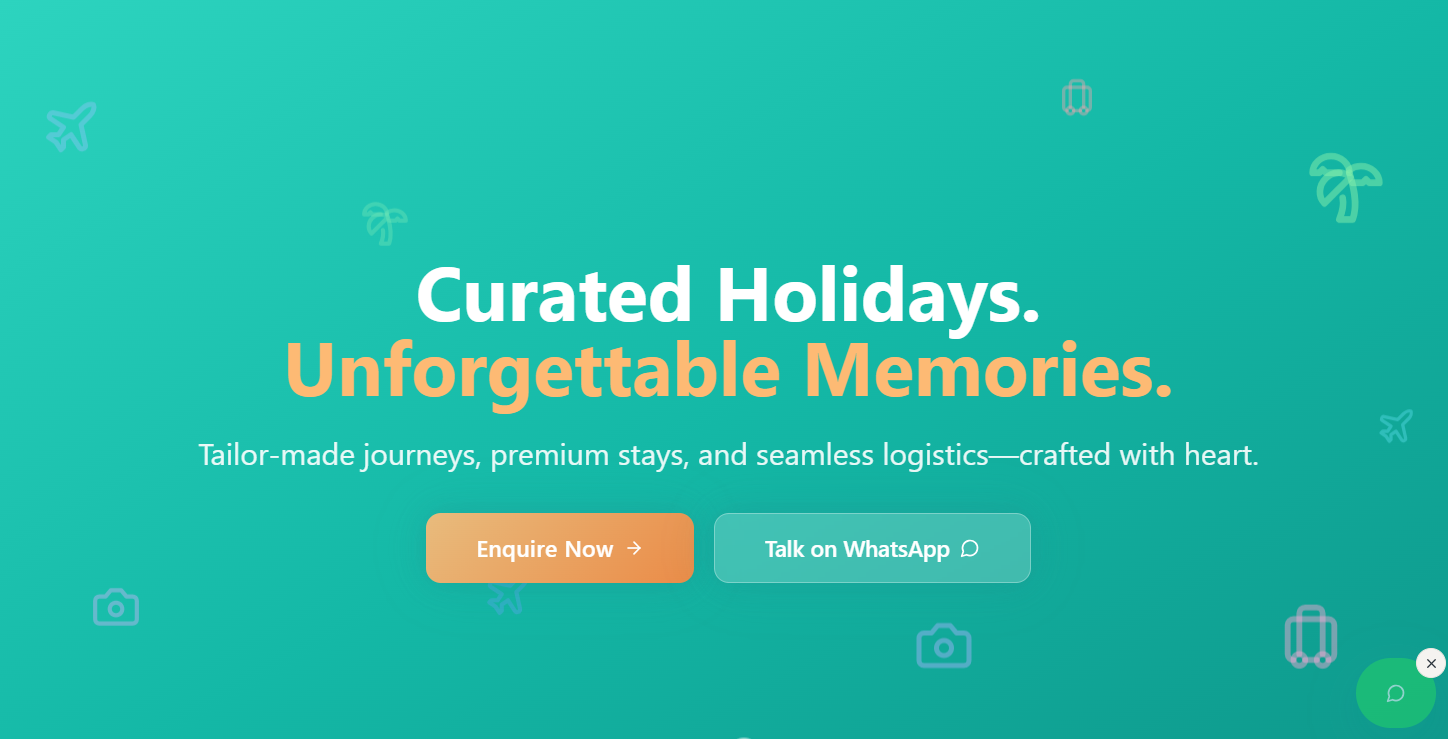 Curated Holidays.
Unforgettable Memories.
Tailor-made journeys, premium stays, and seamless logistics—crafted with heart.
Enquire Now
Talk on WhatsApp